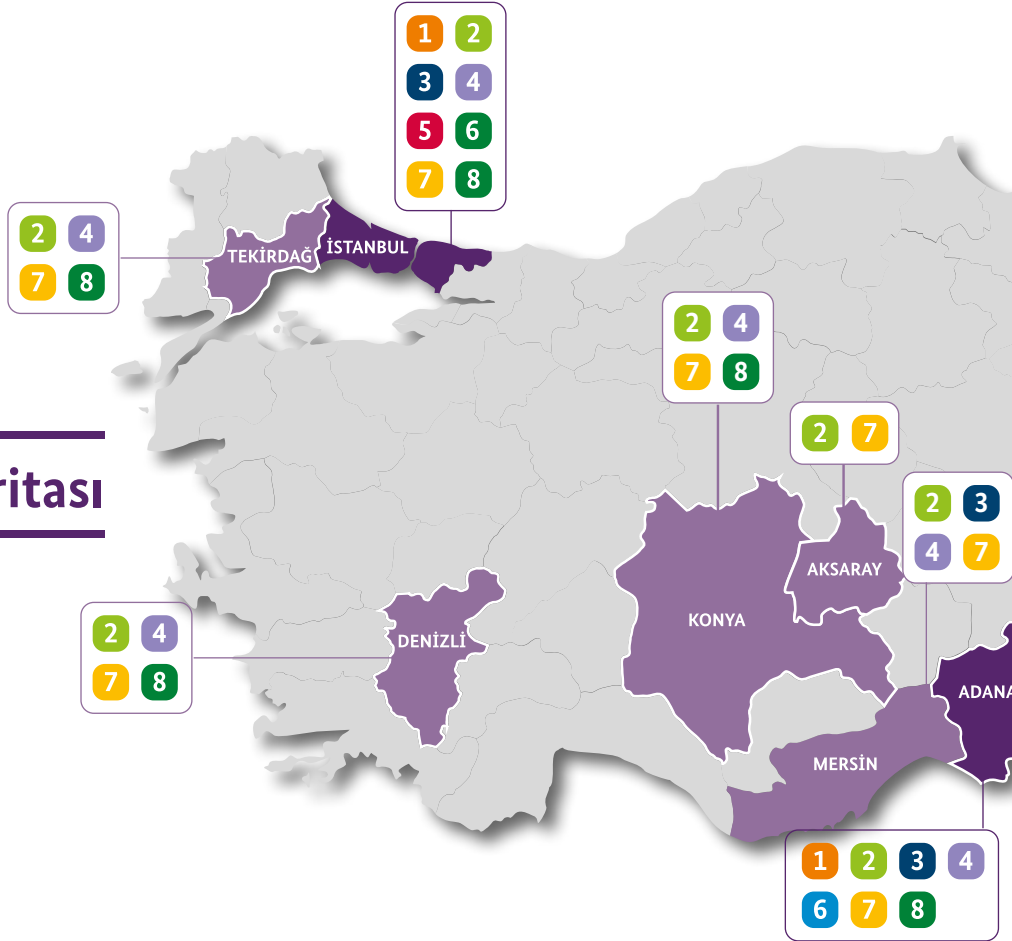 1 2
3 4
5 6
7 8
2 4
7 8
TEKİRDAĞ
İSTANBUL
2 4
7 8
2 7
ritası
2 3
4 7
AKSARAY
KONYA
2 4
7 8
DENİZLİ
ADANA
MERSİN
1 2 3 4
6 7 8